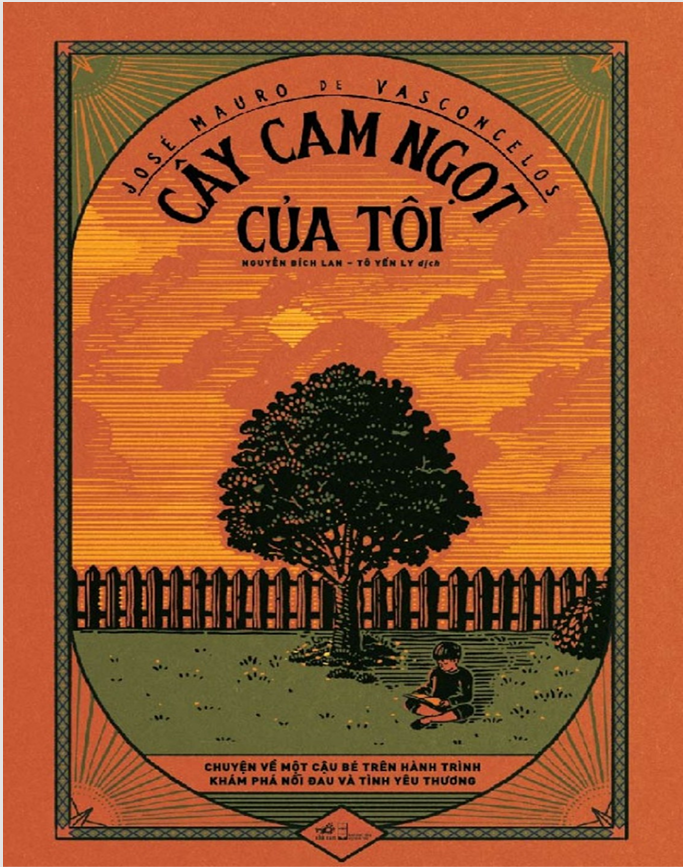 JOSÉ MAURO DE VASCONCELOS
CÂY CAM NGỌT
CỦA TÔI
NGUYỄN BÍCH LAN – TÔ YẾN LY dịch
CHUYỆN VỀ MỘT CẬU BÉ TRÊN HÀNH TRÌNH
KHÁM PHÁ NỖI ĐAU VÀ TÌNH YÊU THƯƠNG